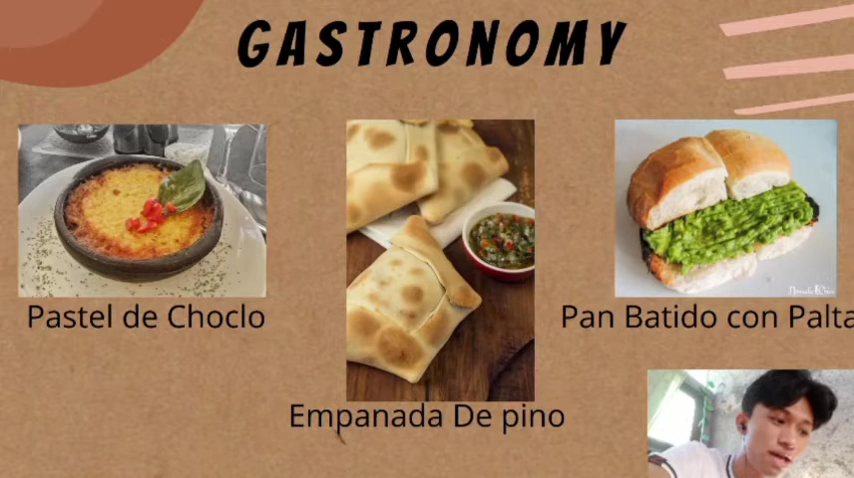 GASTRONOMY
Pastel de Choclo
Pan Batido con Palta
Empanada De pino